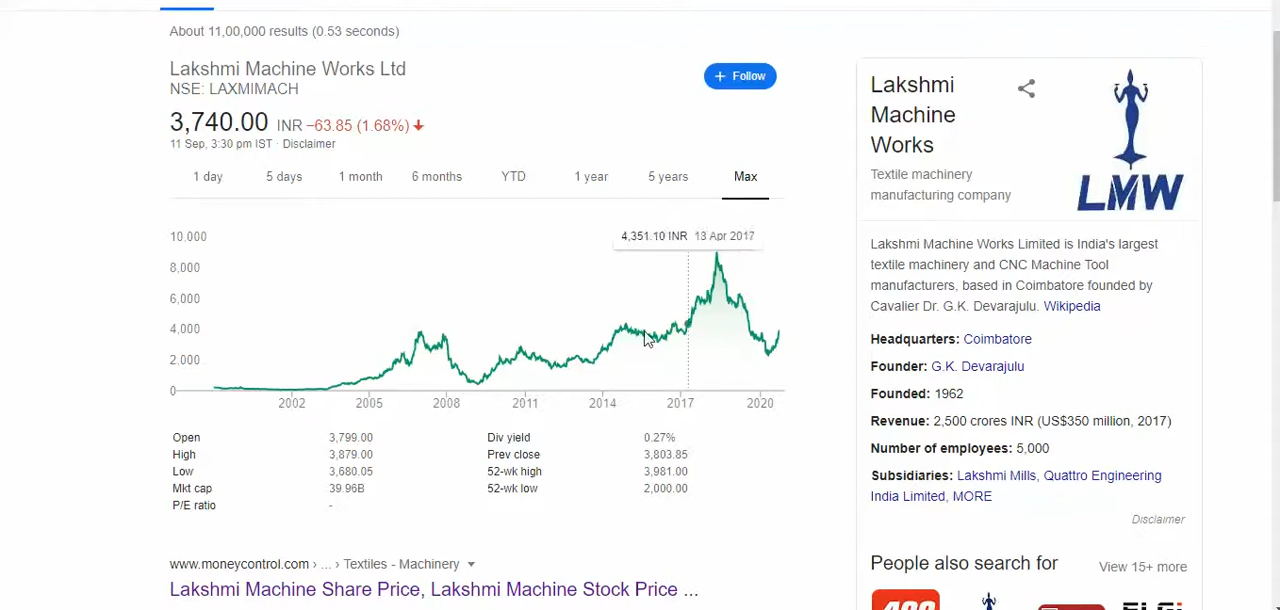 About 11,00,000 results (0.53 seconds)
Lakshmi Machine Works Ltd
NSE: LAXMIMACH
+ Follow
3,740.00 INR −63.85 (1.68%)
11 Sep, 3:30 pm IST · Disclaimer
1 day 5 days 1 month 6 months YTD 1 year 5 years Max
4,351.10 INR 13 Apr 2017
10,000
8,000
6,000
4,000
2,000
0
2002 2005 2008 2011 2014 2017 2020
Open 3,799.00 Div yield 0.27%
High 3,879.00 Prev close 3,803.85
Low 3,680.05 52-wk high 3,981.00
Mkt cap 39.96B 52-wk low 2,000.00
P/E ratio -
www.moneycontrol.com › ... › Textiles - Machinery
Lakshmi Machine Share Price, Lakshmi Machine Stock Price ...
Lakshmi
Machine
Works
Textile machinery
manufacturing company
LMW
Lakshmi Machine Works Limited is India's largest
textile machinery and CNC Machine Tool
manufacturers, based in Coimbatore founded by
Cavalier Dr. G.K. Devarajulu. Wikipedia
Headquarters: Coimbatore
Founder: G.K. Devarajulu
Founded: 1962
Revenue: 2,500 crores INR (US$350 million, 2017)
Number of employees: 5,000
Subsidiaries: Lakshmi Mills, Quattro Engineering
India Limited, MORE
Disclaimer
People also search for View 15+ more